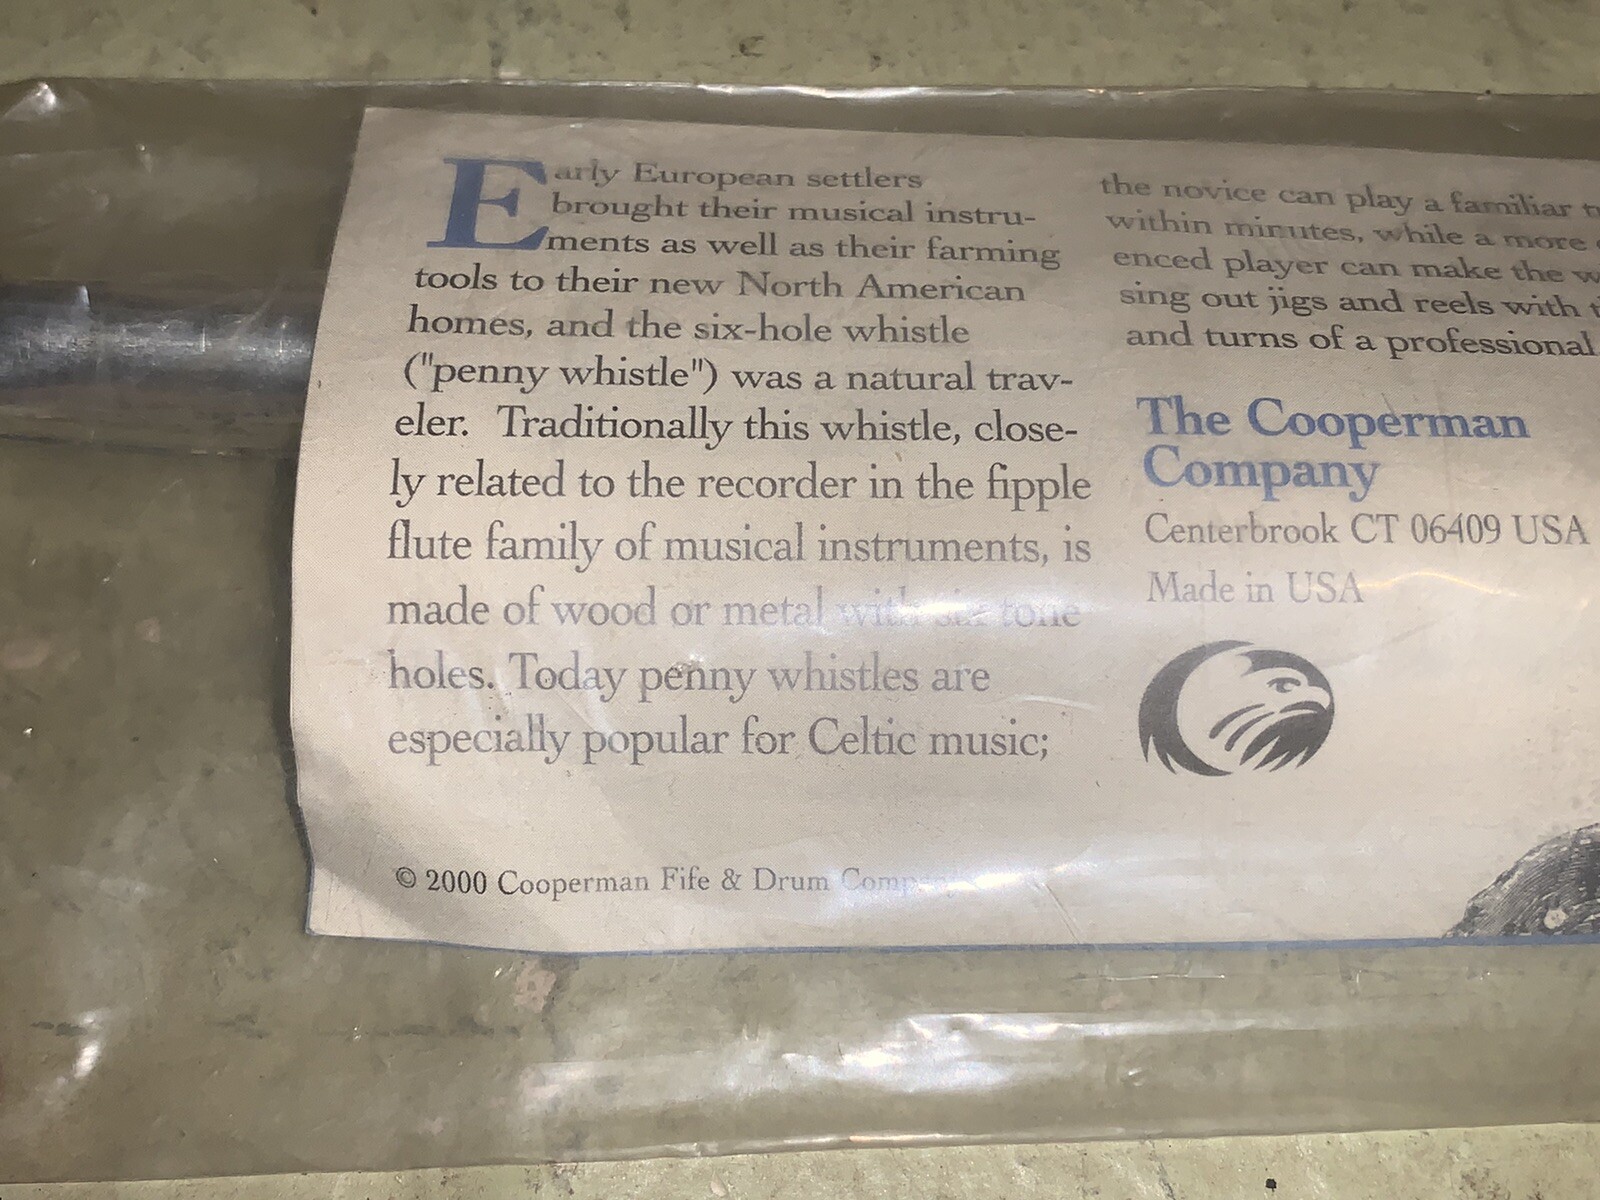 Early European settlers
brought their musical instru-
ments as well as their farming
tools to their new North American
homes, and the six-hole whistle
("penny whistle") was a natural trav-
eler. Traditionally this whistle, close-
ly related to the recorder in the fipple
flute family of musical instruments, is
made of wood or metal with six tone
holes. Today penny whistles are
especially popular for Celtic music;
© 2000 Cooperman Fife & Drum
the novice can play a familiar
within minutes, while a more
enced player can make the
sing out jigs and reels with
and turns of a professional
The Cooperman
Company
Centerbrook CT 06409 USA
Made in USA